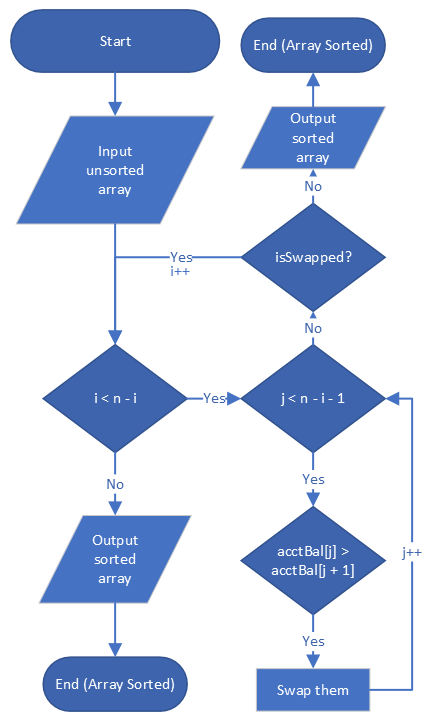 Start
Input
unsorted
array
i < n - i
Yes
No
Output
sorted
array
End (Array Sorted)
End (Array Sorted)
Output
sorted
array
No
isSwapped?
Yes
i++
No
j < n - i - 1
Yes
acctBal[j] >
acctBal[j + 1]
Yes
Swap them
j++